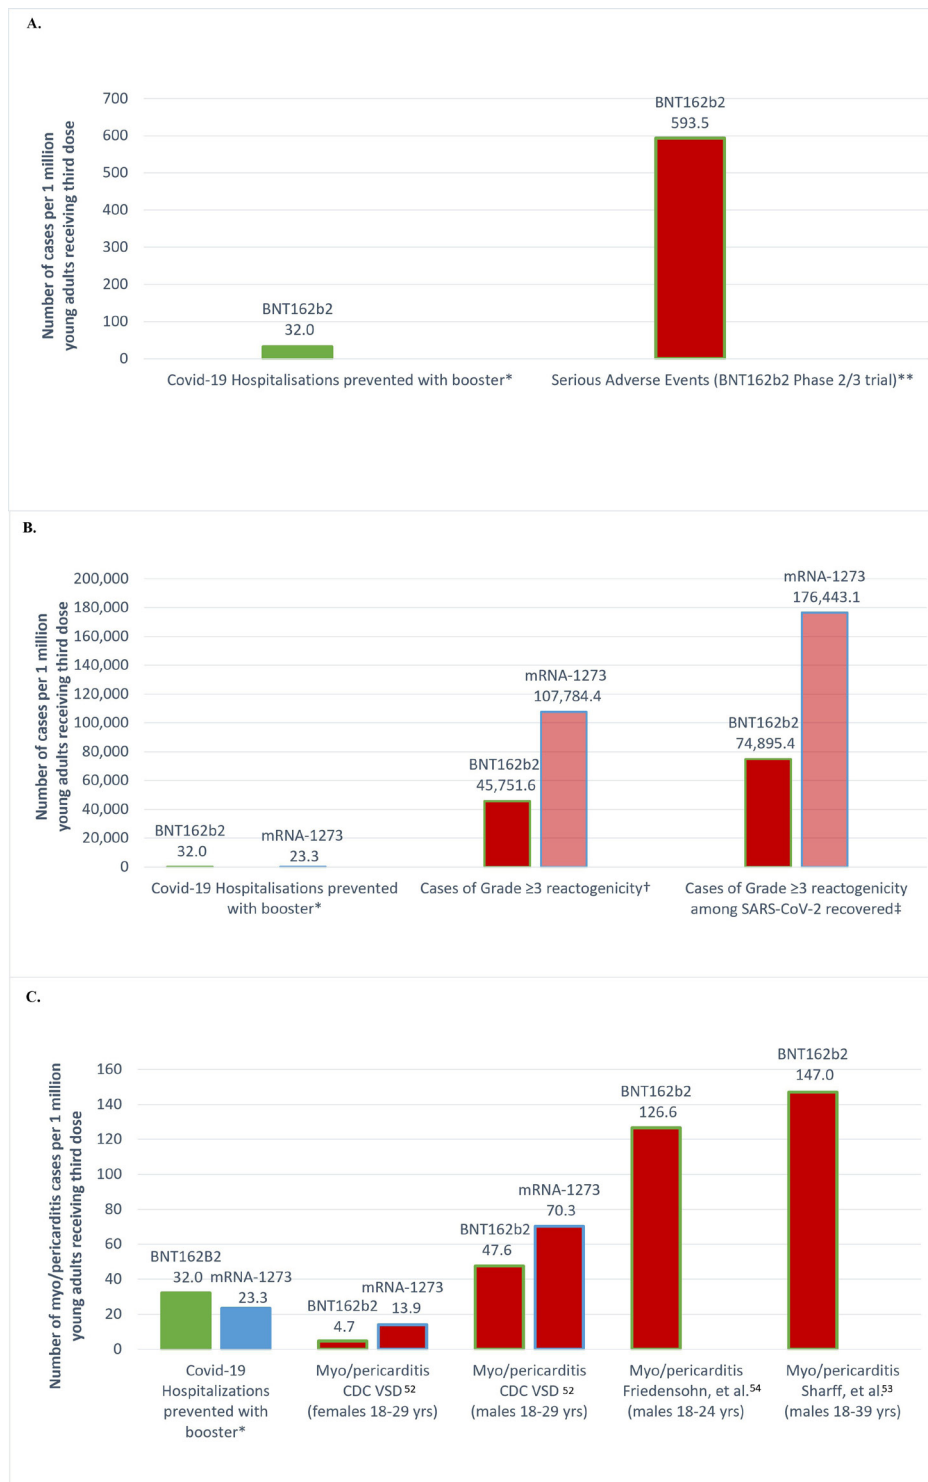 A.
Number of cases per 1 million
young adults receiving third dose
700
600
500
400
300
200
100
0
BNT162b2
32.0
BNT162b2
593.5
Covid-19 Hospitalisations prevented with booster*
Serious Adverse Events (BNT162b2 Phase 2/3 trial)**
B.
Number of cases per 1 million
young adults receiving third dose
200,000
180,000
160,000
140,000
120,000
100,000
80,000
60,000
40,000
20,000
0
BNT162b2
32.0
mRNA-1273
23.3
BNT162b2
45,751.6
mRNA-1273
107,784.4
BNT162b2
74,895.4
mRNA-1273
176,443.1
Covid-19 Hospitalisations prevented
with booster*
Cases of Grade ≥3 reactogenicity†
Cases of Grade ≥3 reactogenicity
among SARS-CoV-2 recovered‡
C.
Number of myo/pericarditis cases per 1 million
young adults receiving third dose
160
140
120
100
80
60
40
20
0
BNT162B2
32.0
mRNA-1273
23.3
BNT162b2
4.7
mRNA-1273
13.9
BNT162b2
47.6
mRNA-1273
70.3
BNT162b2
126.6
BNT162b2
147.0
Covid-19
Hospitalizations
prevented with
booster*
Myo/pericarditis
CDC VSD 52
(females 18-29 yrs)
Myo/pericarditis
CDC VSD 52
(males 18-29 yrs)
Myo/pericarditis
Friedensohn, et al.54
(males 18-24 yrs)
Myo/pericarditis
Sharff, et al.53
(males 18-39 yrs)